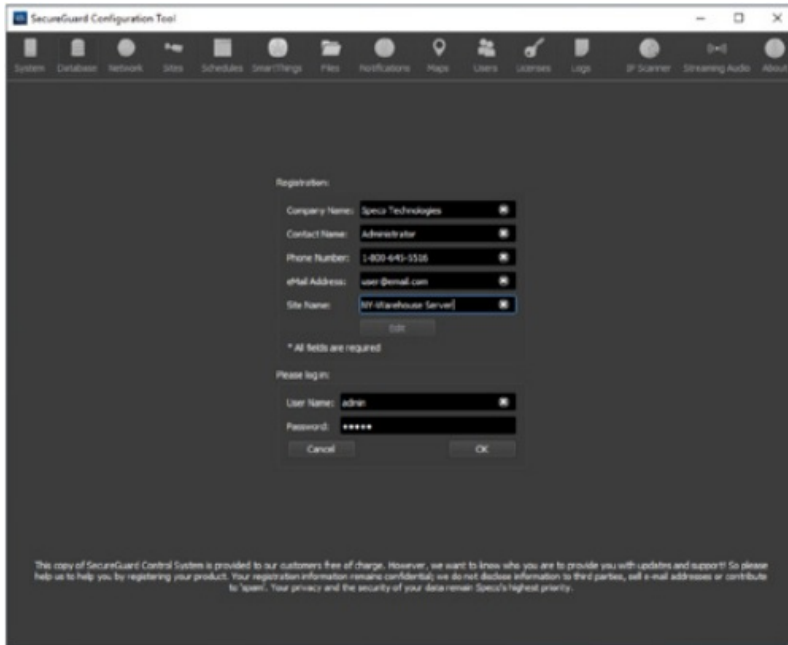 SecureGuard Configuration Tool
System Database Network Sites Schedules SmartThings Files Notifications Maps Users Licenses Logs IP Scanner Streaming Audio About
Registration:
Company Name: Speco Technologies
Contact Name: Administrator
Phone Number: 1-800-645-5516
eMail Address: user@email.com
Site Name: NY-Warehouse Server
Edit
* All fields are required
Please log in:
User Name: admin
Password: *****
Cancel OK
This copy of SecureGuard Control System is provided to our customers free of charge. However, we want to know who you are to provide you with updates and support! So please
help us to help you by registering your product. Your registration information remains confidential; we do not disclose information to third parties, sell e-mail addresses or contribute
to 'spam'. Your privacy and the security of your data remain Speco's highest priority.